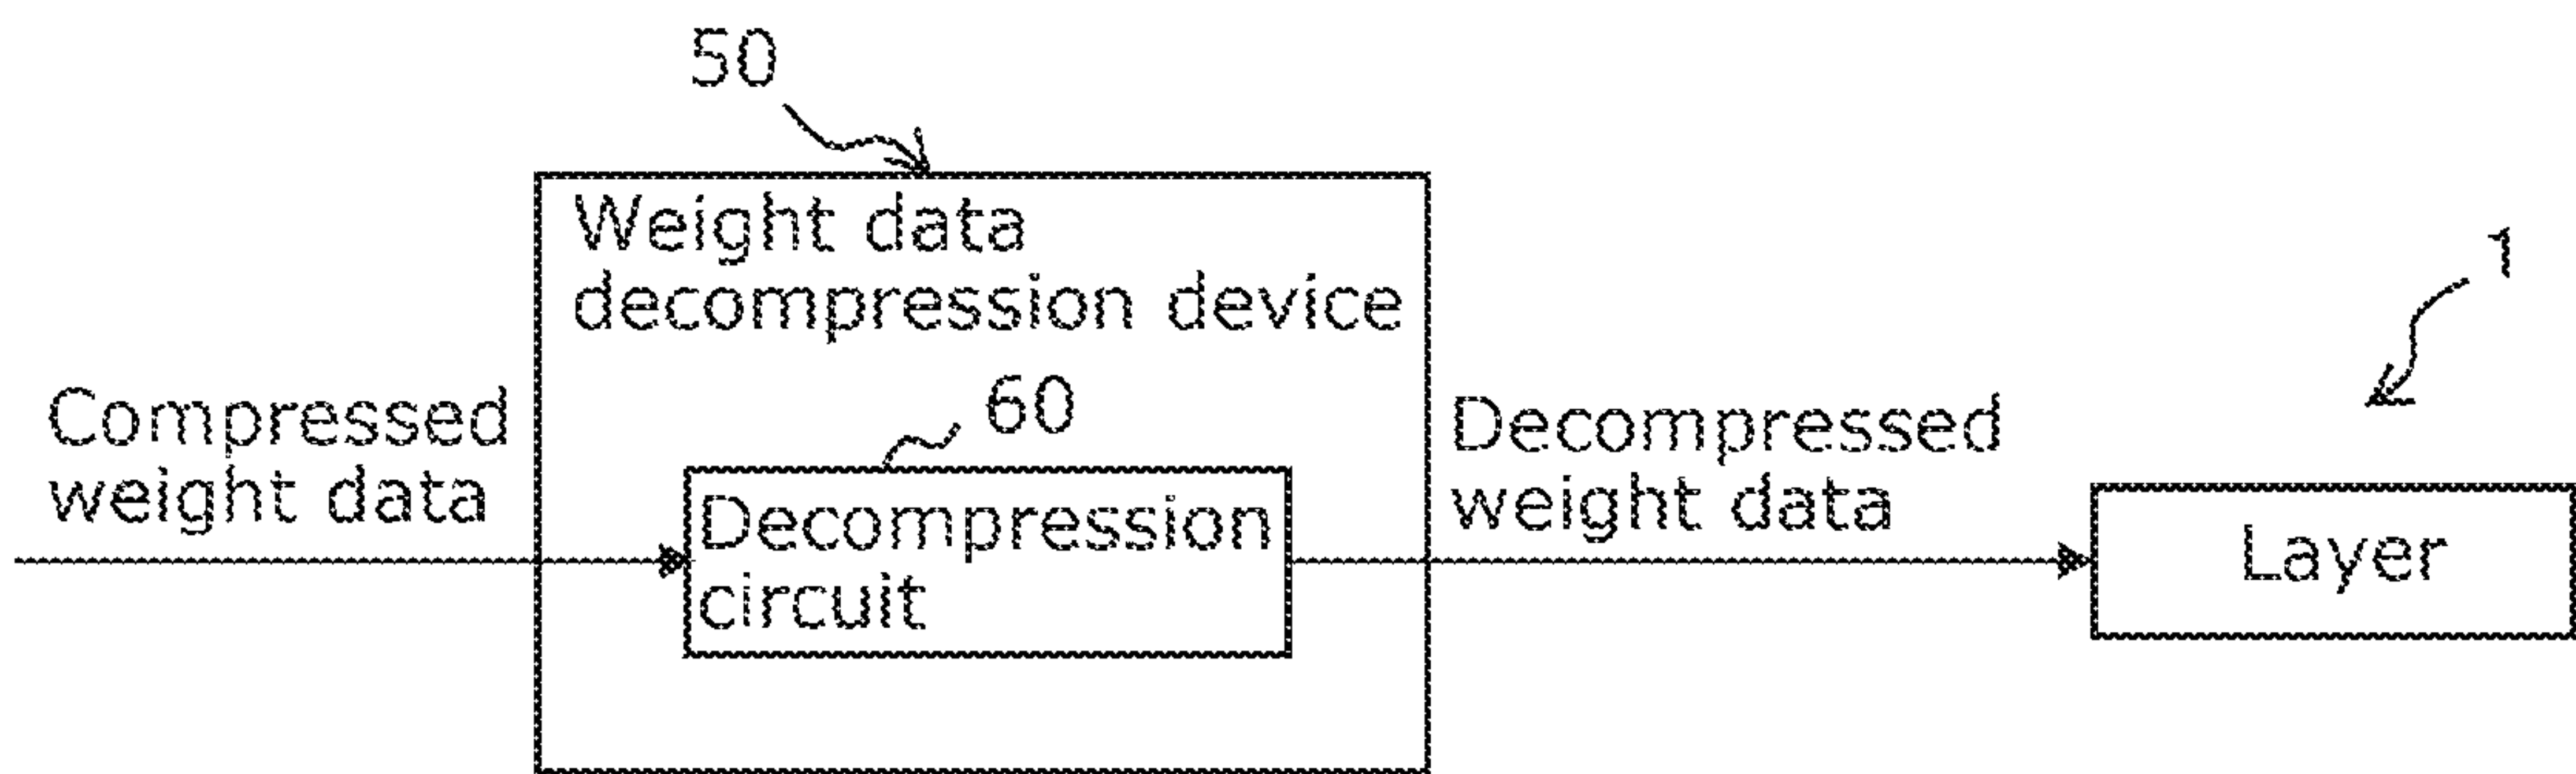 50
Weight data
decompression device
1
60
Compressed
weight data
Decompression
circuit
Decompressed
weight data
Layer